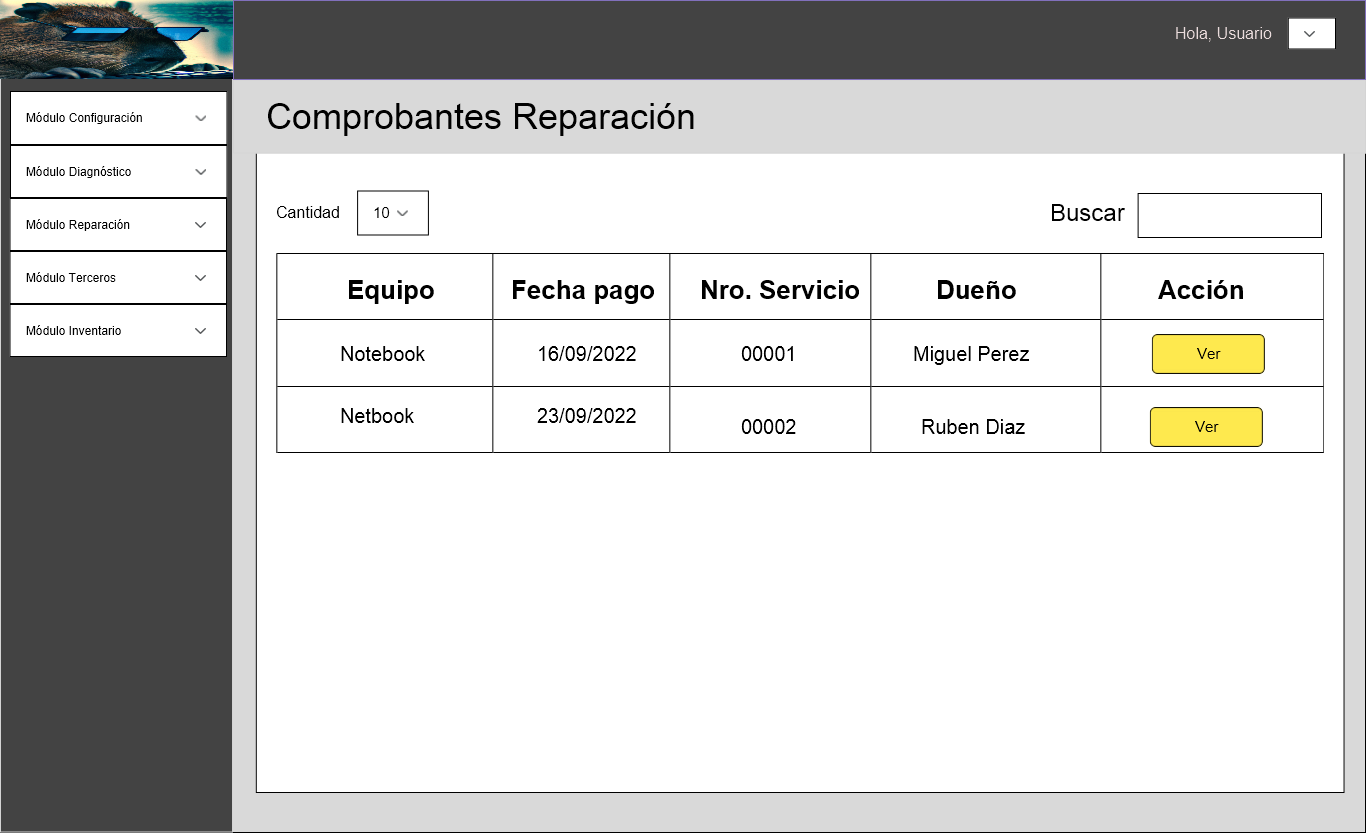 Hola, Usuario
Módulo Configuración
Módulo Diagnóstico
Módulo Reparación
Módulo Terceros
Módulo Inventario
Comprobantes Reparación
Cantidad 10 Buscar
Equipo Fecha pago Nro. Servicio Dueño Acción
Notebook 16/09/2022 00001 Miguel Perez Ver
Netbook 23/09/2022 00002 Ruben Diaz Ver